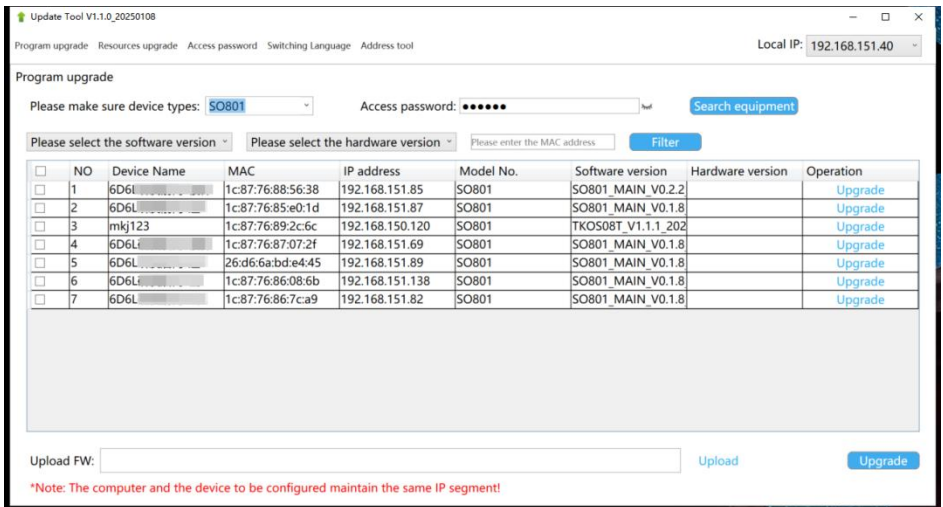 Update Tool V1.1.0_20250108
Program upgrade Resources upgrade Access password Switching Language Address tool Local IP: 192.168.151.40
Program upgrade
Please make sure device types: SO801 Access password: ●●●●●● Search equipment
Please select the software version Please select the hardware version Please enter the MAC address Filter
NO Device Name MAC IP address Model No. Software version Hardware version Operation
1 1c:87:76:88:56:38 192.168.151.85 SO801 SO801_MAIN_V0.2.2 Upgrade
2 6D6L 1c:87:76:85:e0:1d 192.168.151.87 SO801 SO801_MAIN_V0.1.8 Upgrade
3 mkj123 1c:87:76:89:2c:6c 192.168.150.120 SO801 TKOS08T_V1.1.1_202 Upgrade
4 6D6L 1c:87:76:87:07:2f 192.168.151.69 SO801 SO801_MAIN_V0.1.8 Upgrade
5 6D6L 26:d6:6a:bd:e4:45 192.168.151.89 SO801 SO801_MAIN_V0.1.8 Upgrade
6 6D6L 1c:87:76:86:08:6b 192.168.151.138 SO801 SO801_MAIN_V0.1.8 Upgrade
7 6D6L 1c:87:76:86:7c:a9 192.168.151.82 SO801 SO801_MAIN_V0.1.8 Upgrade
Upload FW: Upload Upgrade
*Note: The computer and the device to be configured maintain the same IP segment!